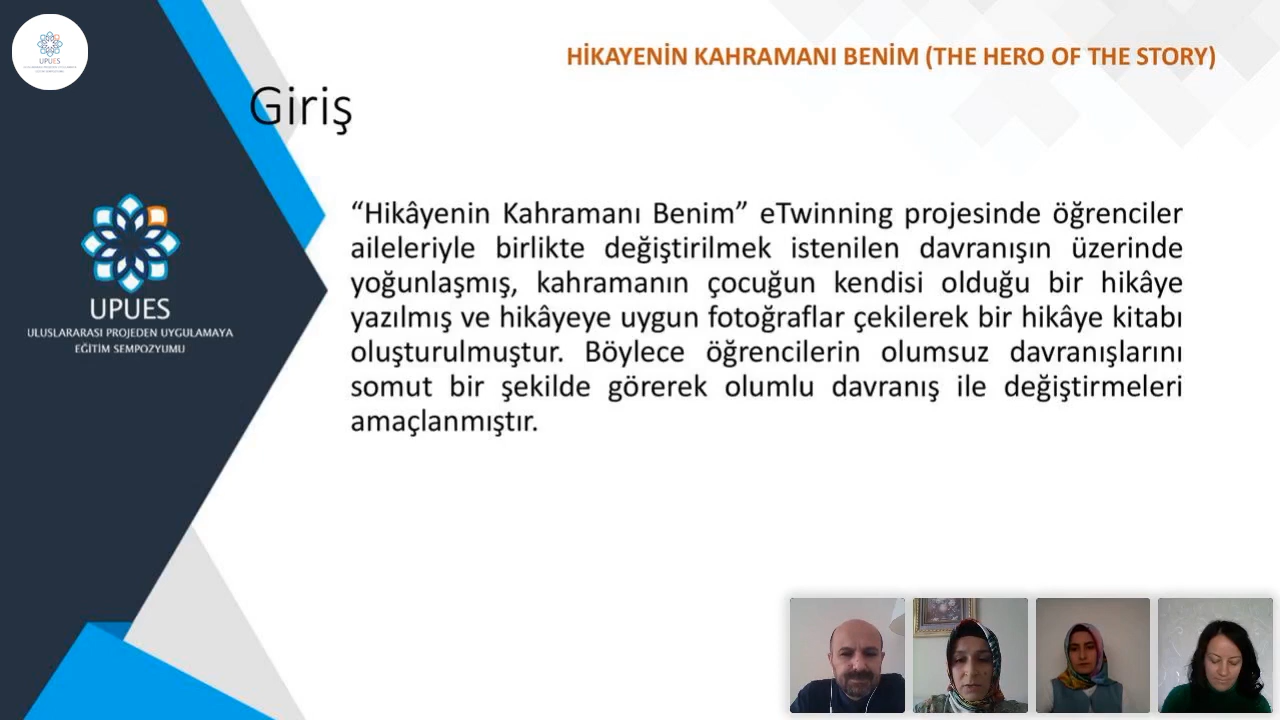 UPUES
HİKAYENİN KAHRAMANI BENİM (THE HERO OF THE STORY)
Giriş
“Hikâyenin Kahramanı Benim” eTwinning projesinde öğrenciler
aileleriyle birlikte değiştirilmek istenilen davranışın üzerinde
yoğunlaşmış, kahramanın çocuğun kendisi olduğu bir hikâye
yazılmış ve hikâyeye uygun fotoğraflar çekilerek bir hikâye kitabı
oluşturulmuştur. Böylece öğrencilerin olumsuz davranışlarını
somut bir şekilde görerek olumlu davranış ile değiştirmeleri
amaçlanmıştır.
UPUES
ULUSLARARASI PROJEDEN UYGULAMAYA
EĞİTİM SEMPOZYUMU